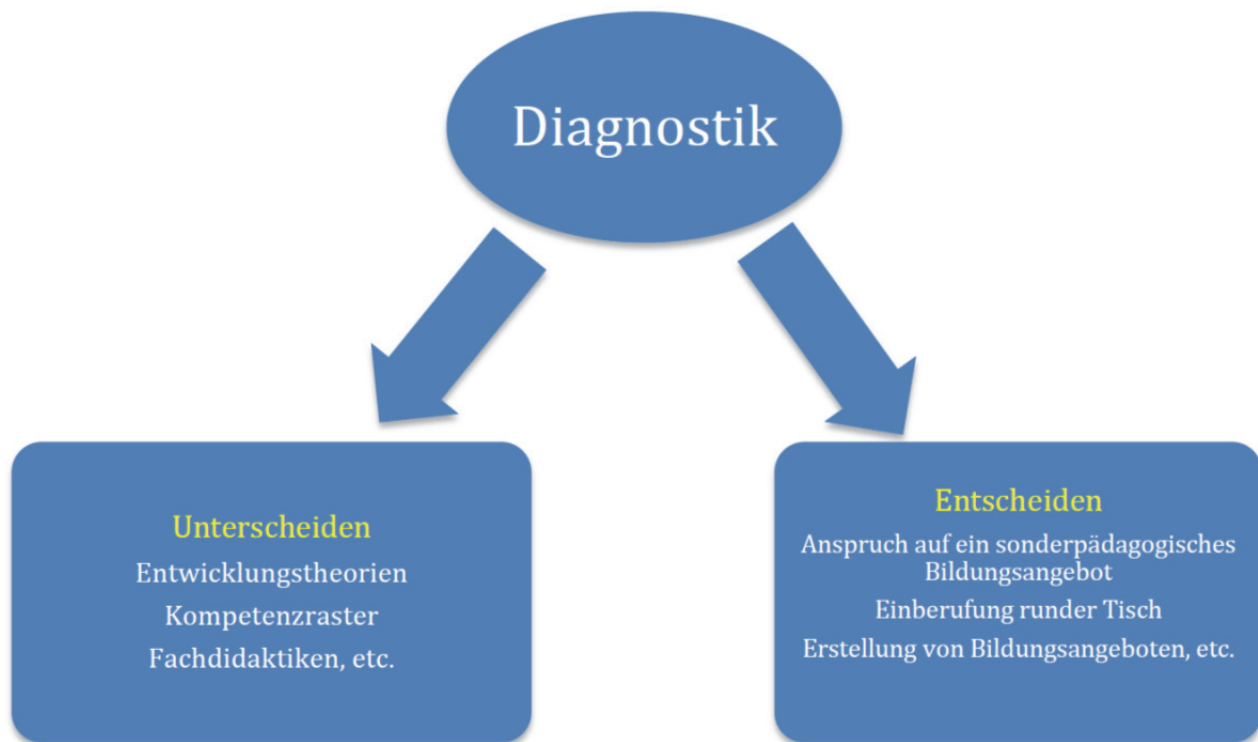 Diagnostik
Unterscheiden
Entwicklungstheorien
Kompetenzraster
Fachdidaktiken, etc.
Entscheiden
Anspruch auf ein sonderpädagogisches
Bildungsangebot
Einberufung runder Tisch
Erstellung von Bildungsangeboten, etc.